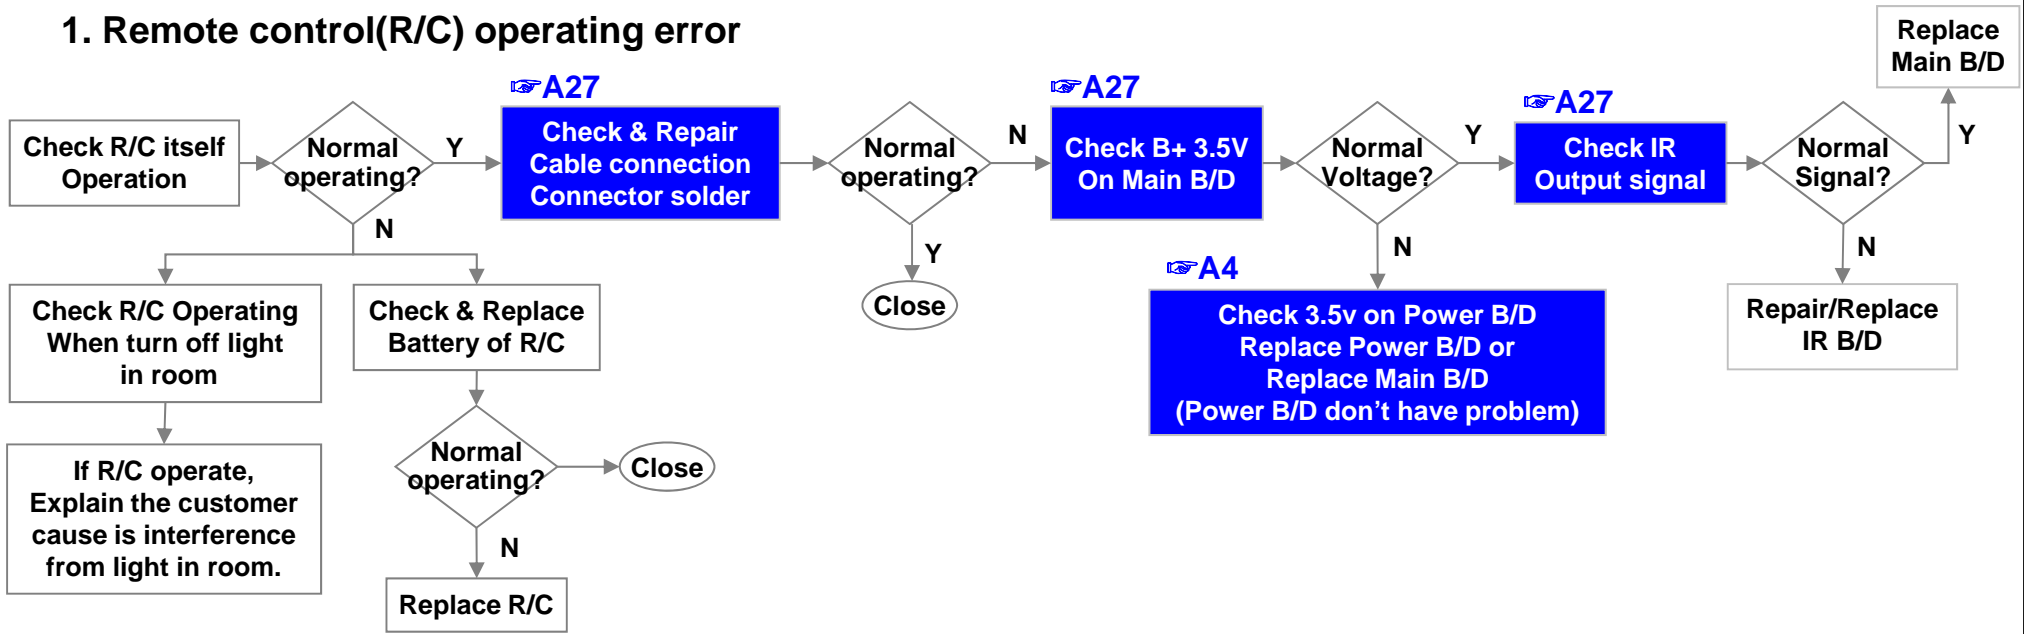 1. Remote control(R/C) operating error
Replace
Main B/D
☞A27
☞A27
☞A27
Check R/C itself
Operation
Normal
operating?
Y
Check & Repair
Cable connection
Connector solder
Normal
operating?
N
Check B+ 3.5V
On Main B/D
Normal
Voltage?
Y
Check IR
Output signal
Normal
Signal?
Y
N
Y
Close
N
N
☞A4
Check 3.5v on Power B/D
Replace Power B/D or
Replace Main B/D
(Power B/D don’t have problem)
Repair/Replace
IR B/D
Check R/C Operating
When turn off light
in room
Check & Replace
Battery of R/C
If R/C operate,
Explain the customer
cause is interference
from light in room.
Normal
operating?
Close
N
Replace R/C